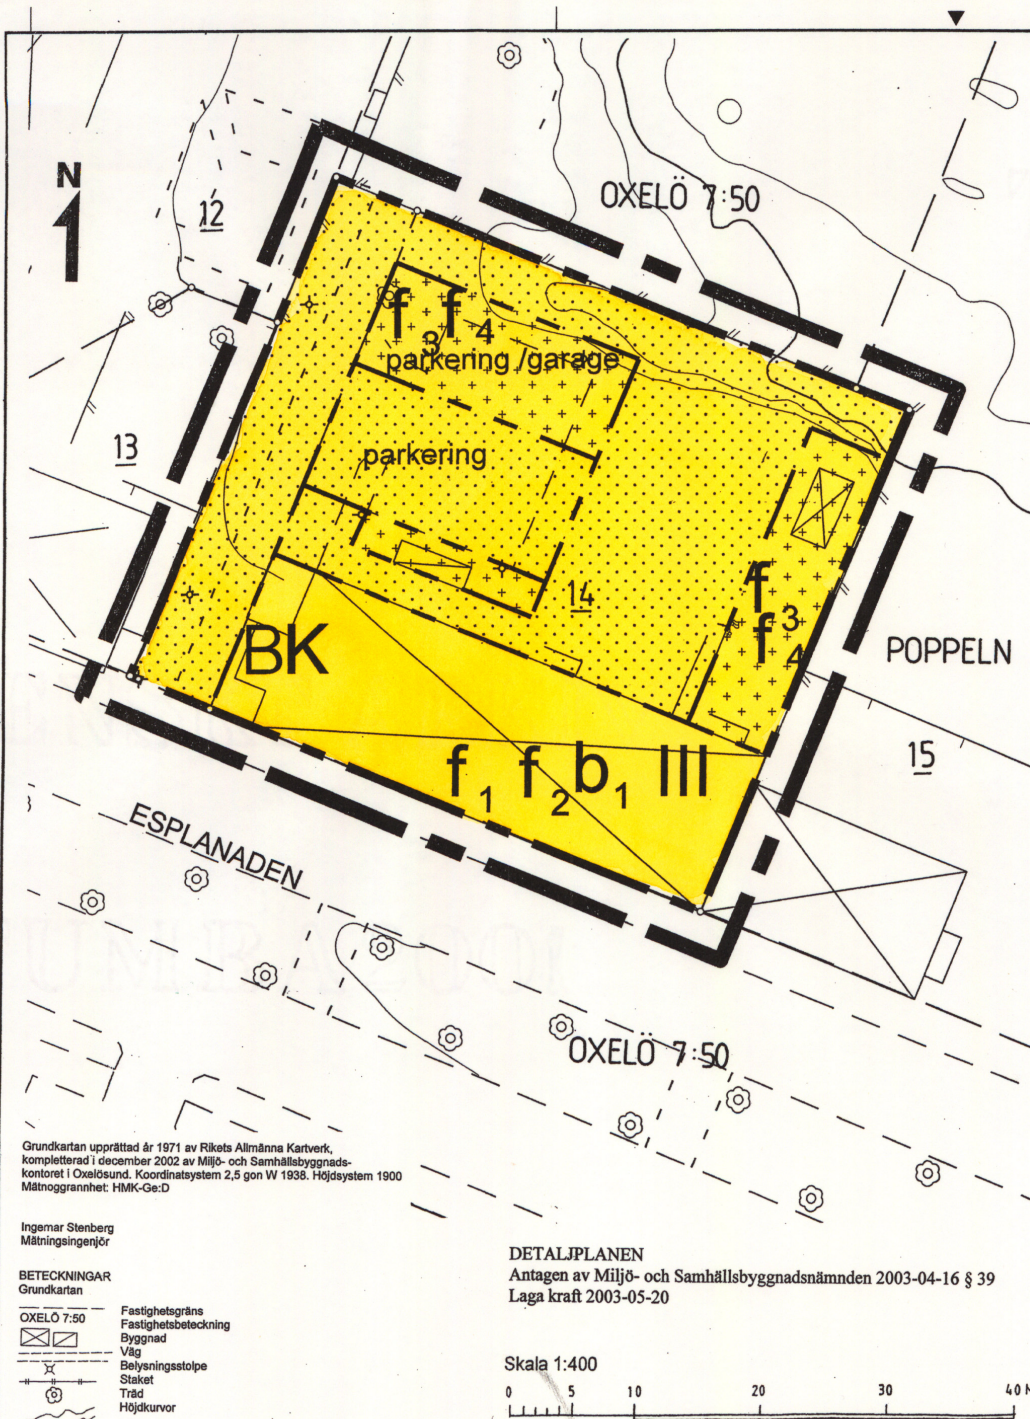 N
OXELÖ 7:50
12
f3 f4
parkering /garage
13
parkering
14
f3
f4
BK
POPPELN
15
f1 f2 b1 III
ESPLANADEN
OXELÖ 7:50
Grundkartan upprättad år 1971 av Rikets Allmänna Kartverk,
kompletterad i december 2002 av Miljö- och Samhällsbyggnads-
kontoret i Oxelösund. Koordinatsystem 2,5 gon W 1938. Höjdsystem 1900
Mätnoggrannhet: HMK-Ge:D
Ingemar Stenberg
Mätningsingenjör
BETECKNINGAR
Grundkartan
Fastighetsgräns
OXELÖ 7:50 Fastighetsbeteckning
Byggnad
Väg
Belysningsstolpe
Staket
Träd
Höjdkurvor
DETALJPLANEN
Antagen av Miljö- och Samhällsbyggnadsnämnden 2003-04-16 § 39
Laga kraft 2003-05-20
Skala 1:400
0 5 10 20 30 40